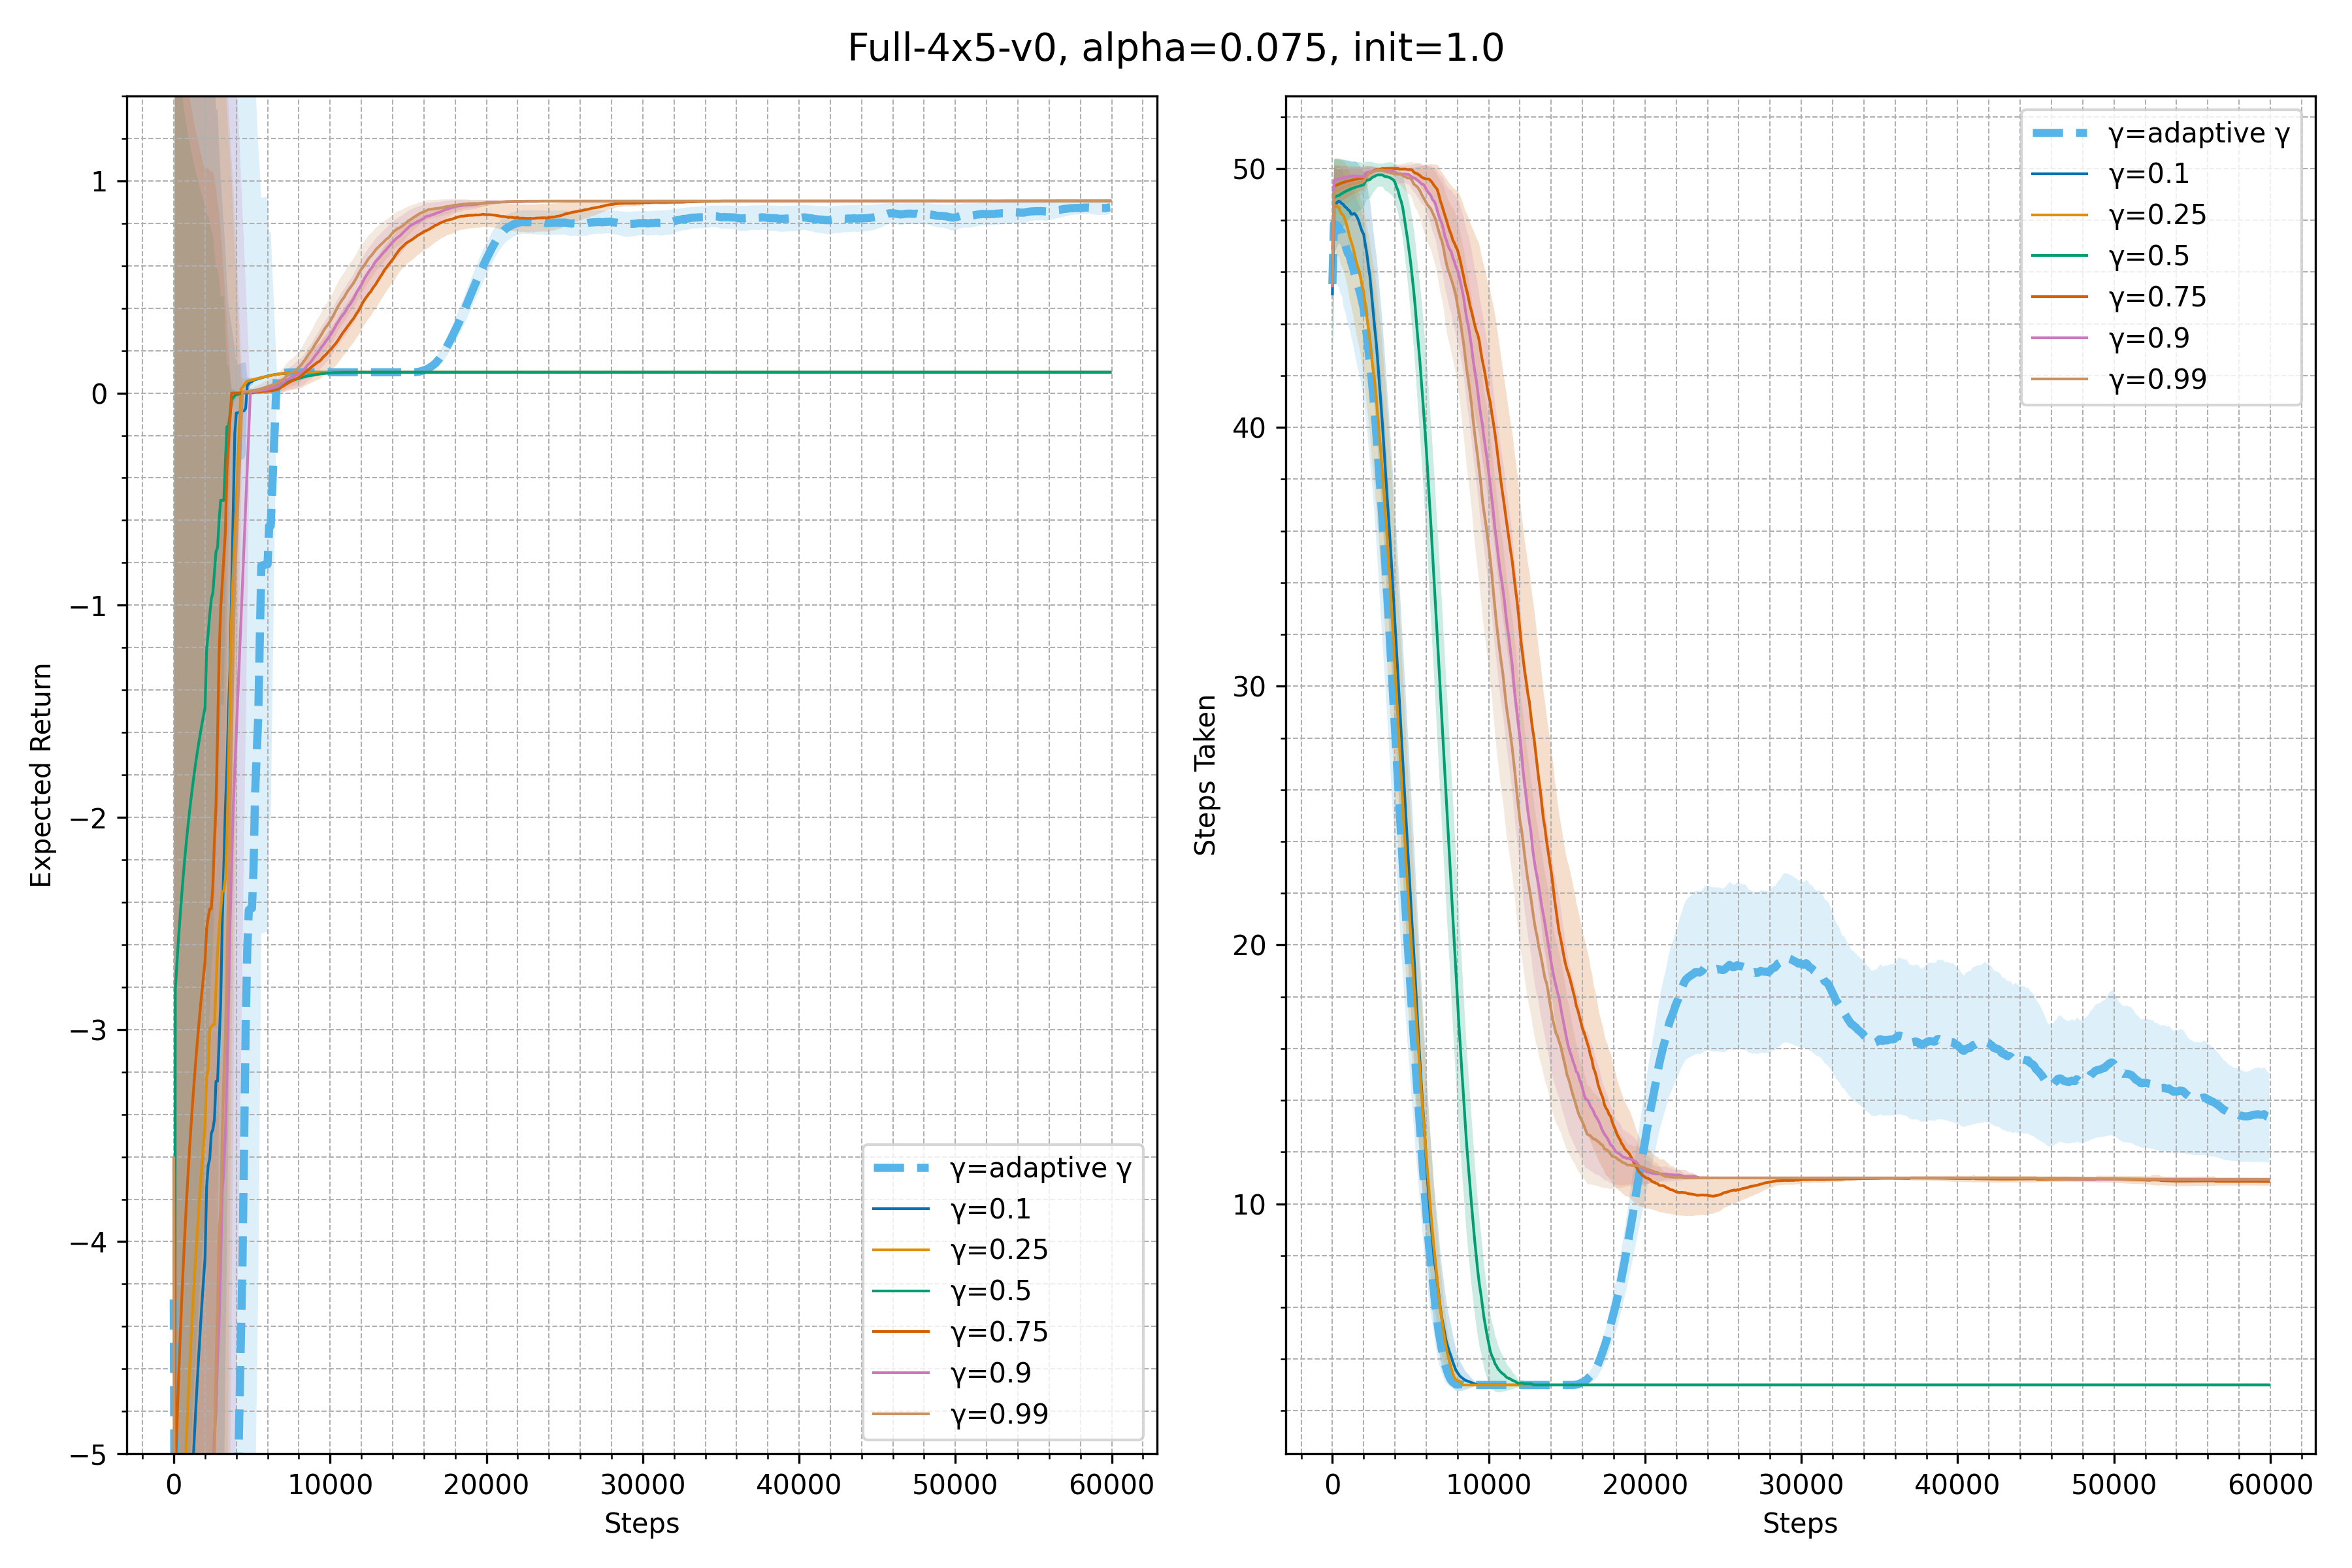 Full-4x5-v0, alpha=0.075, init=1.0
Expected Return
1
0
−1
−2
−3
−4
−5
0 10000 20000 30000 40000 50000 60000
Steps
γ=adaptive γ
γ=0.1
γ=0.25
γ=0.5
γ=0.75
γ=0.9
γ=0.99
Steps Taken
50
40
30
20
10
0 10000 20000 30000 40000 50000 60000
Steps
γ=adaptive γ
γ=0.1
γ=0.25
γ=0.5
γ=0.75
γ=0.9
γ=0.99